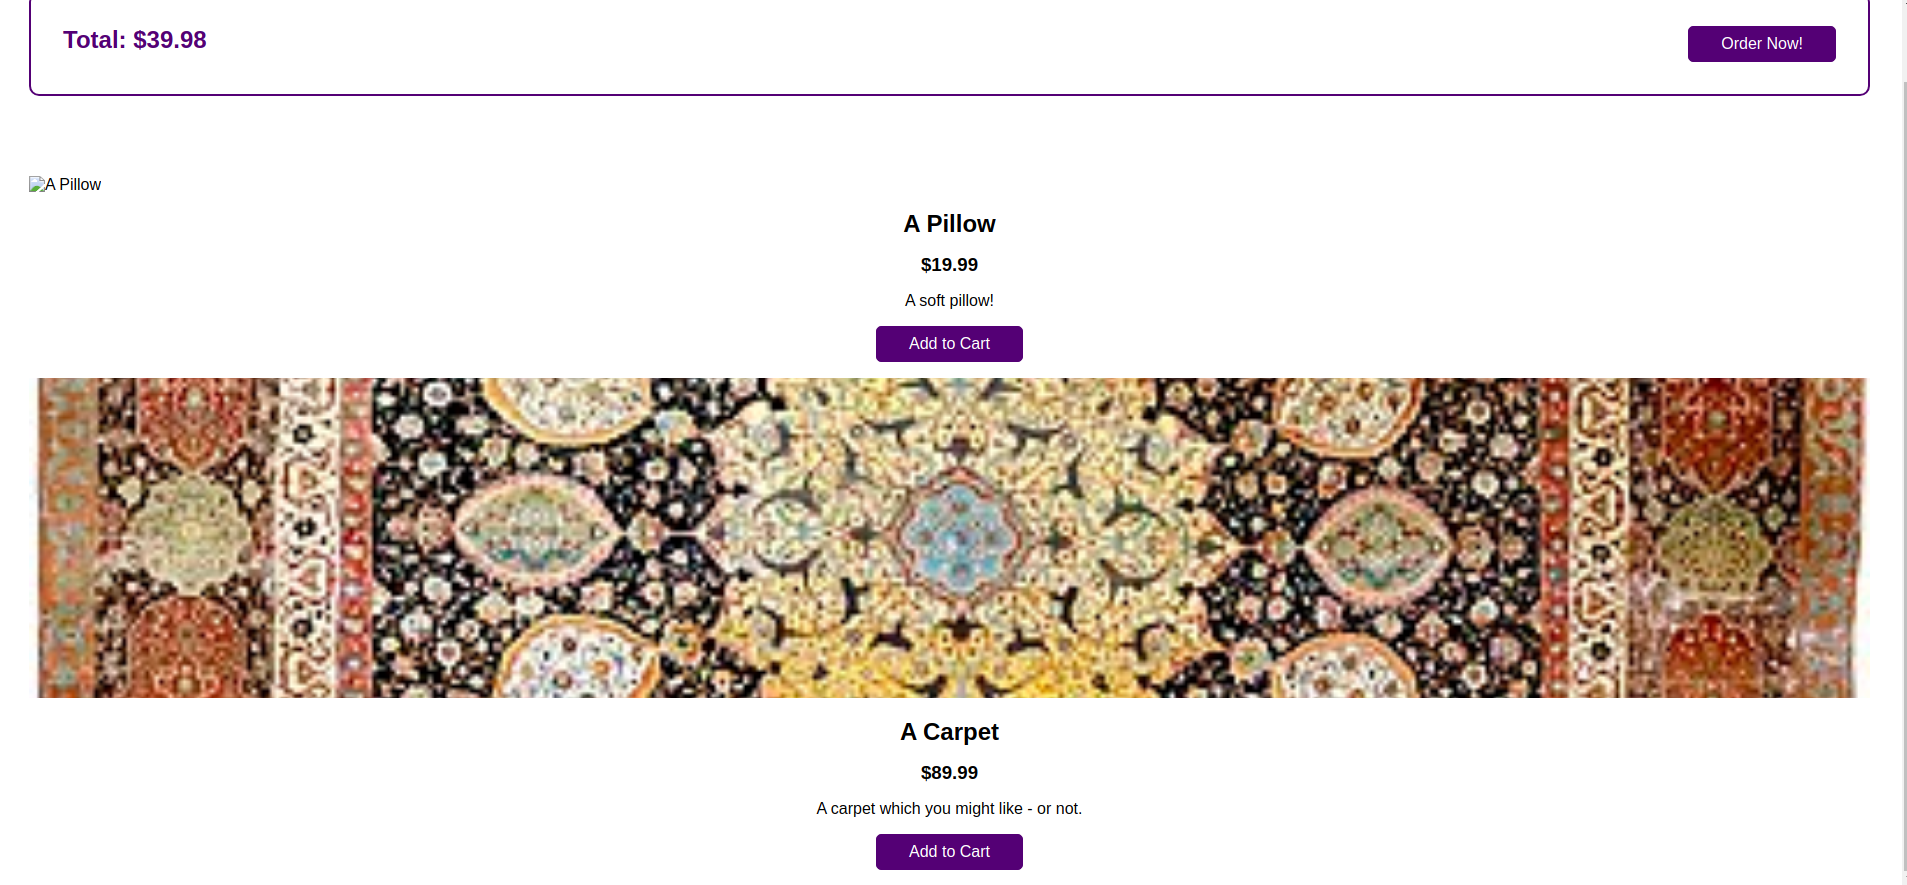 Total: $39.98
Order Now!
A Pillow
A Pillow
$19.99
A soft pillow!
Add to Cart
A Carpet
$89.99
A carpet which you might like - or not.
Add to Cart